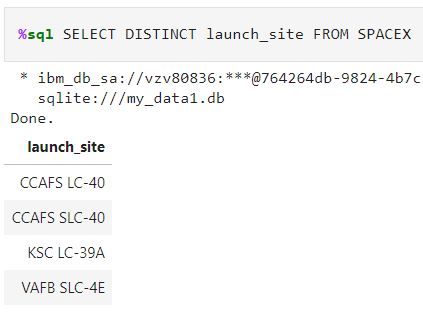 %sql SELECT DISTINCT launch_site FROM SPACEX
* ibm_db_sa://vzv80836:***@764264db-9824-4b7c
sqlite:///my_data1.db
Done.
launch_site
CCAFS LC-40
CCAFS SLC-40
KSC LC-39A
VAFB SLC-4E